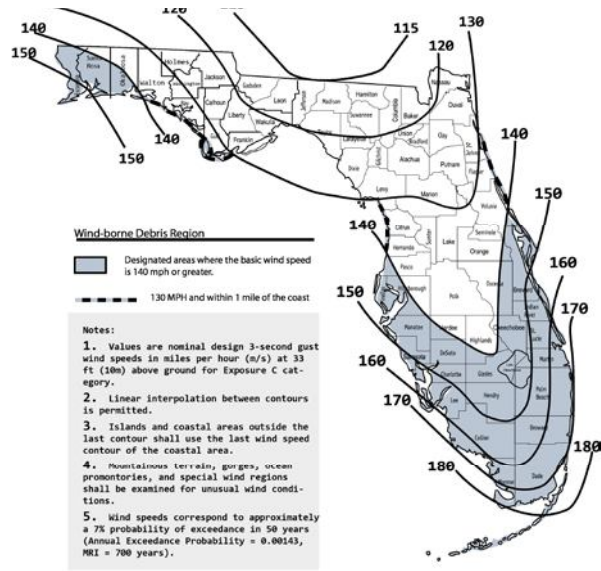 120
130
140
150
115
120
140
150
140
150
160
170
140
150
160
170
180
180
Holmes
Walton
Jackson
Calhoun
Liberty
Gadsden
Leon
Wakulla
Franklin
Madison
Hamilton
Suwannee
Columbia
Baker
Nassau
Duval
Union
Bradford
Clay
Lafayette
Dixie
Alachua
Putnam
Levy
Marion
Volusia
Citrus
Sumter
Lake
Seminole
Orange
Hernando
Pasco
Polk
Manatee
Hardee
Highlands
Okeechobee
DeSoto
Charlotte
Glades
Martin
Lee
Hendry
Palm
Beach
Collier
Dade
Wind-borne Debris Region
Designated areas where the basic wind speed
is 140 mph or greater.
130 MPH and within 1 mile of the coast
Notes:
1. Values are nominal design 3-second gust
wind speeds in miles per hour (m/s) at 33
ft (10m) above ground for Exposure C cat-
egory.
2. Linear interpolation between contours
is permitted.
3. Islands and coastal areas outside the
last contour shall use the last wind speed
contour of the coastal area.
4. Mountainous terrain, gorges, ocean
promontories, and special wind regions
shall be examined for unusual wind condi-
tions.
5. Wind speeds correspond to approximately
a 7% probability of exceedance in 50 years
(Annual Exceedance Probability = 0.00143,
MRI = 700 years).